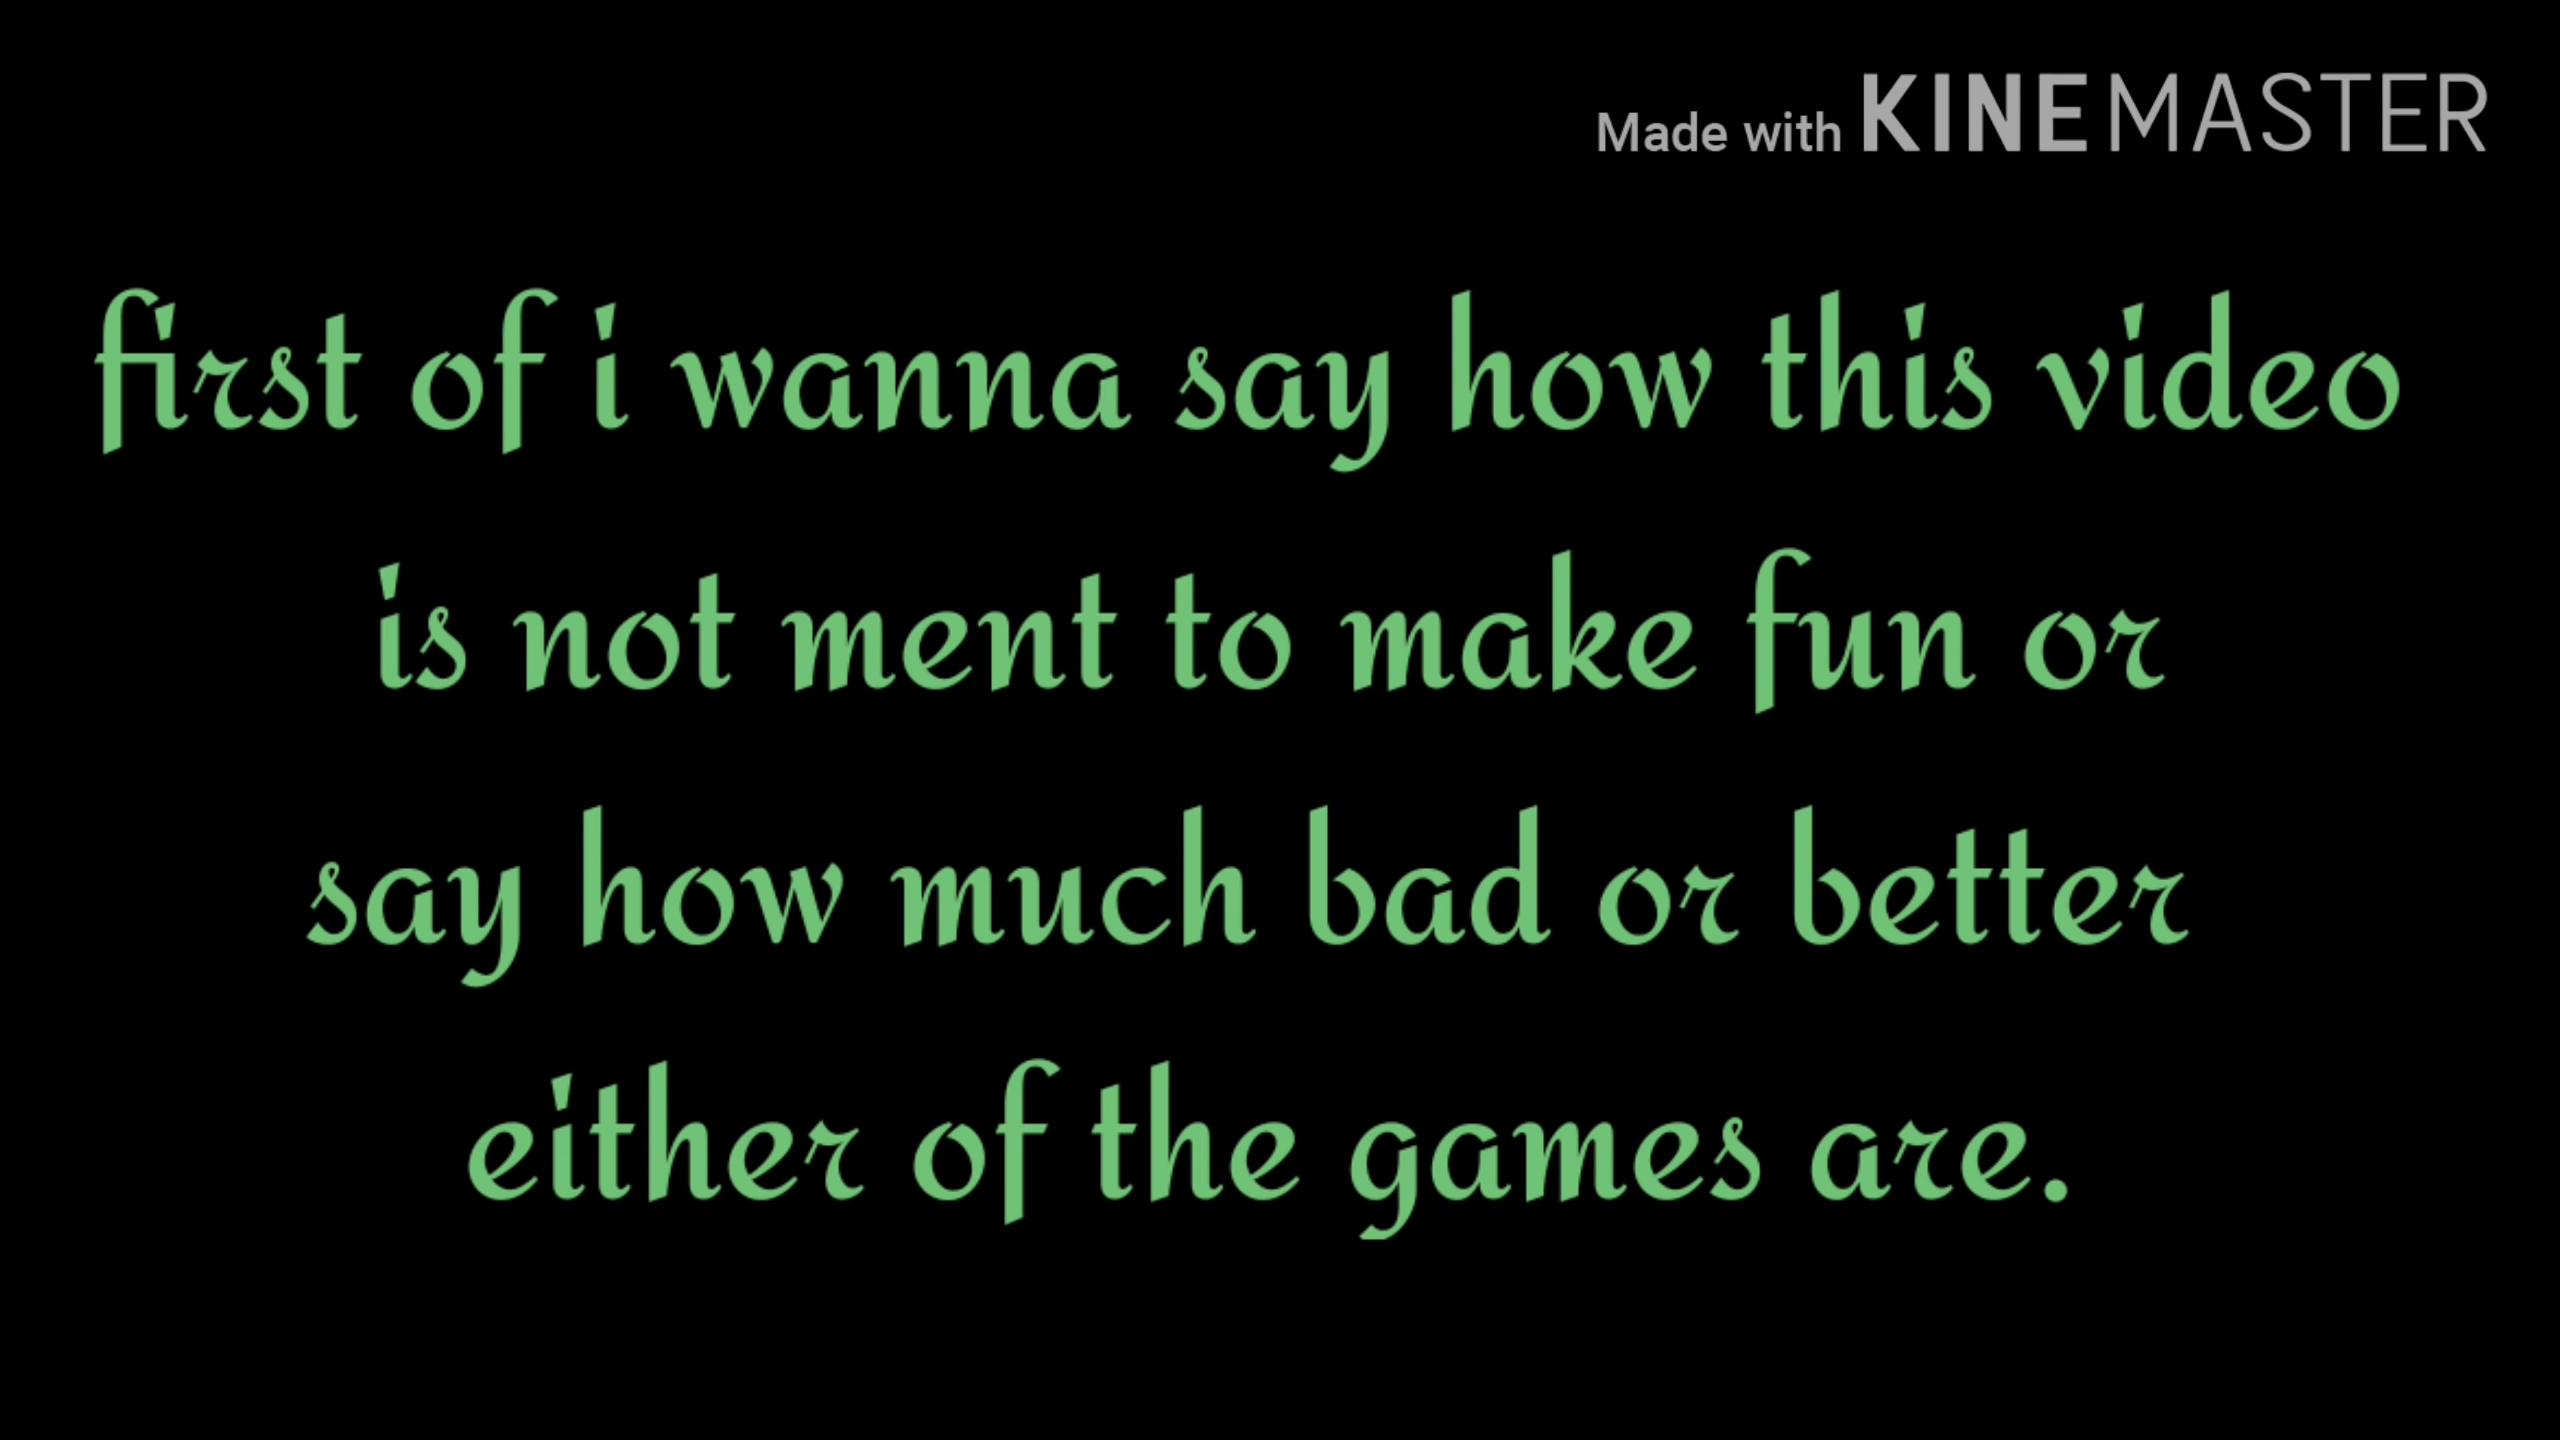 Made with KINEMASTER
first of i wanna say how this video
is not ment to make fun or
say how much bad or better
either of the games are.